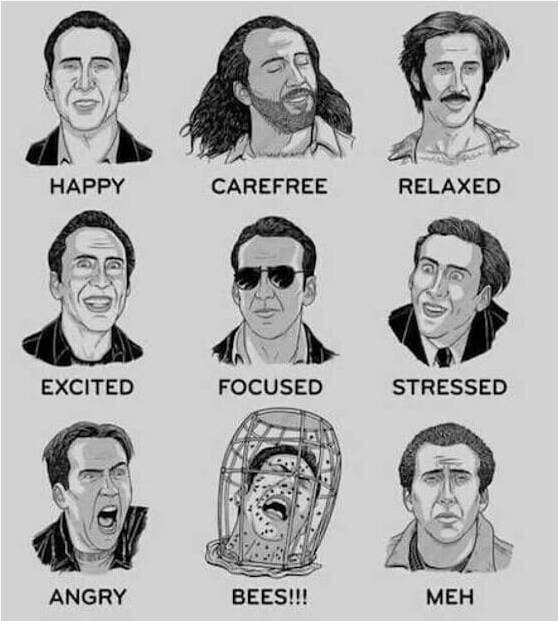 HAPPY
CAREFREE
RELAXED
EXCITED
FOCUSED
STRESSED
ANGRY
BEES!!!
MEH